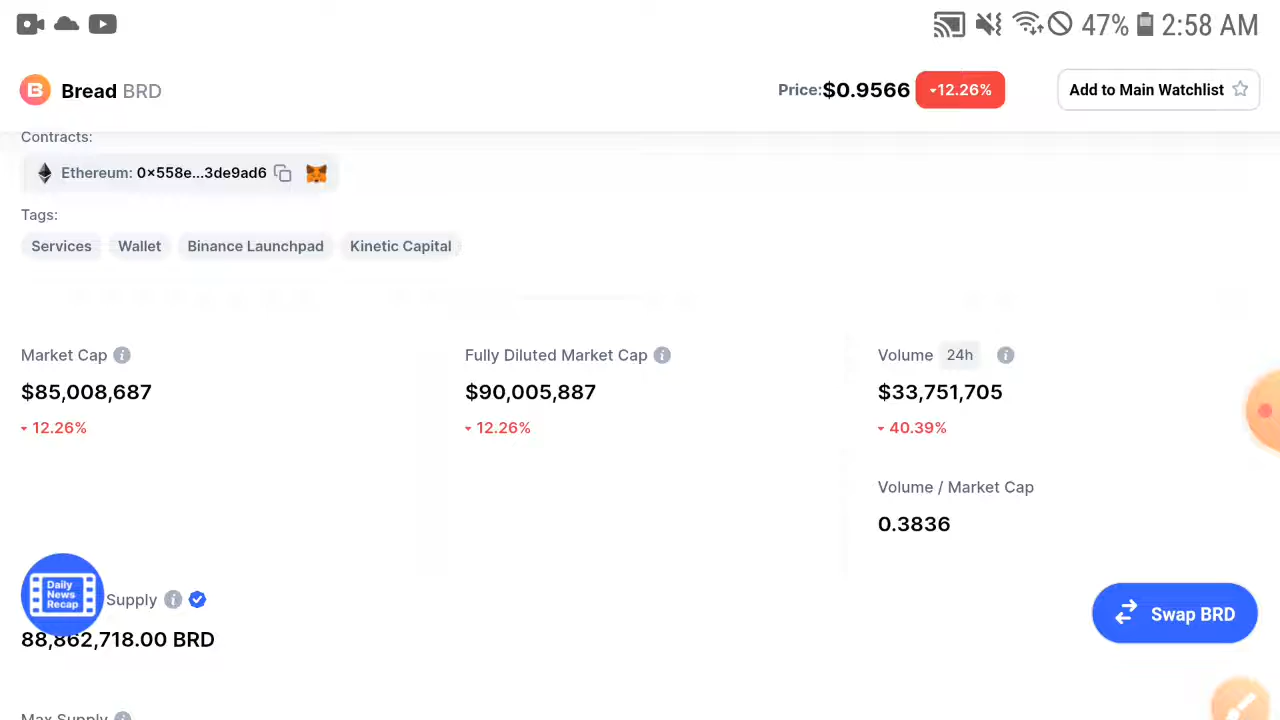 47% 2:58 AM
B Bread BRD Price:$0.9566 12.26% Add to Main Watchlist
Contracts:
Ethereum: 0x558e...3de9ad6
Tags:
Services Wallet Binance Launchpad Kinetic Capital
Market Cap i Fully Diluted Market Cap i Volume 24h i
$85,008,687 $90,005,887 $33,751,705
12.26% 12.26% 40.39%
Volume / Market Cap
0.3836
Daily
News
Recap
Supply i
88,862,718.00 BRD
Swap BRD
Max Supply